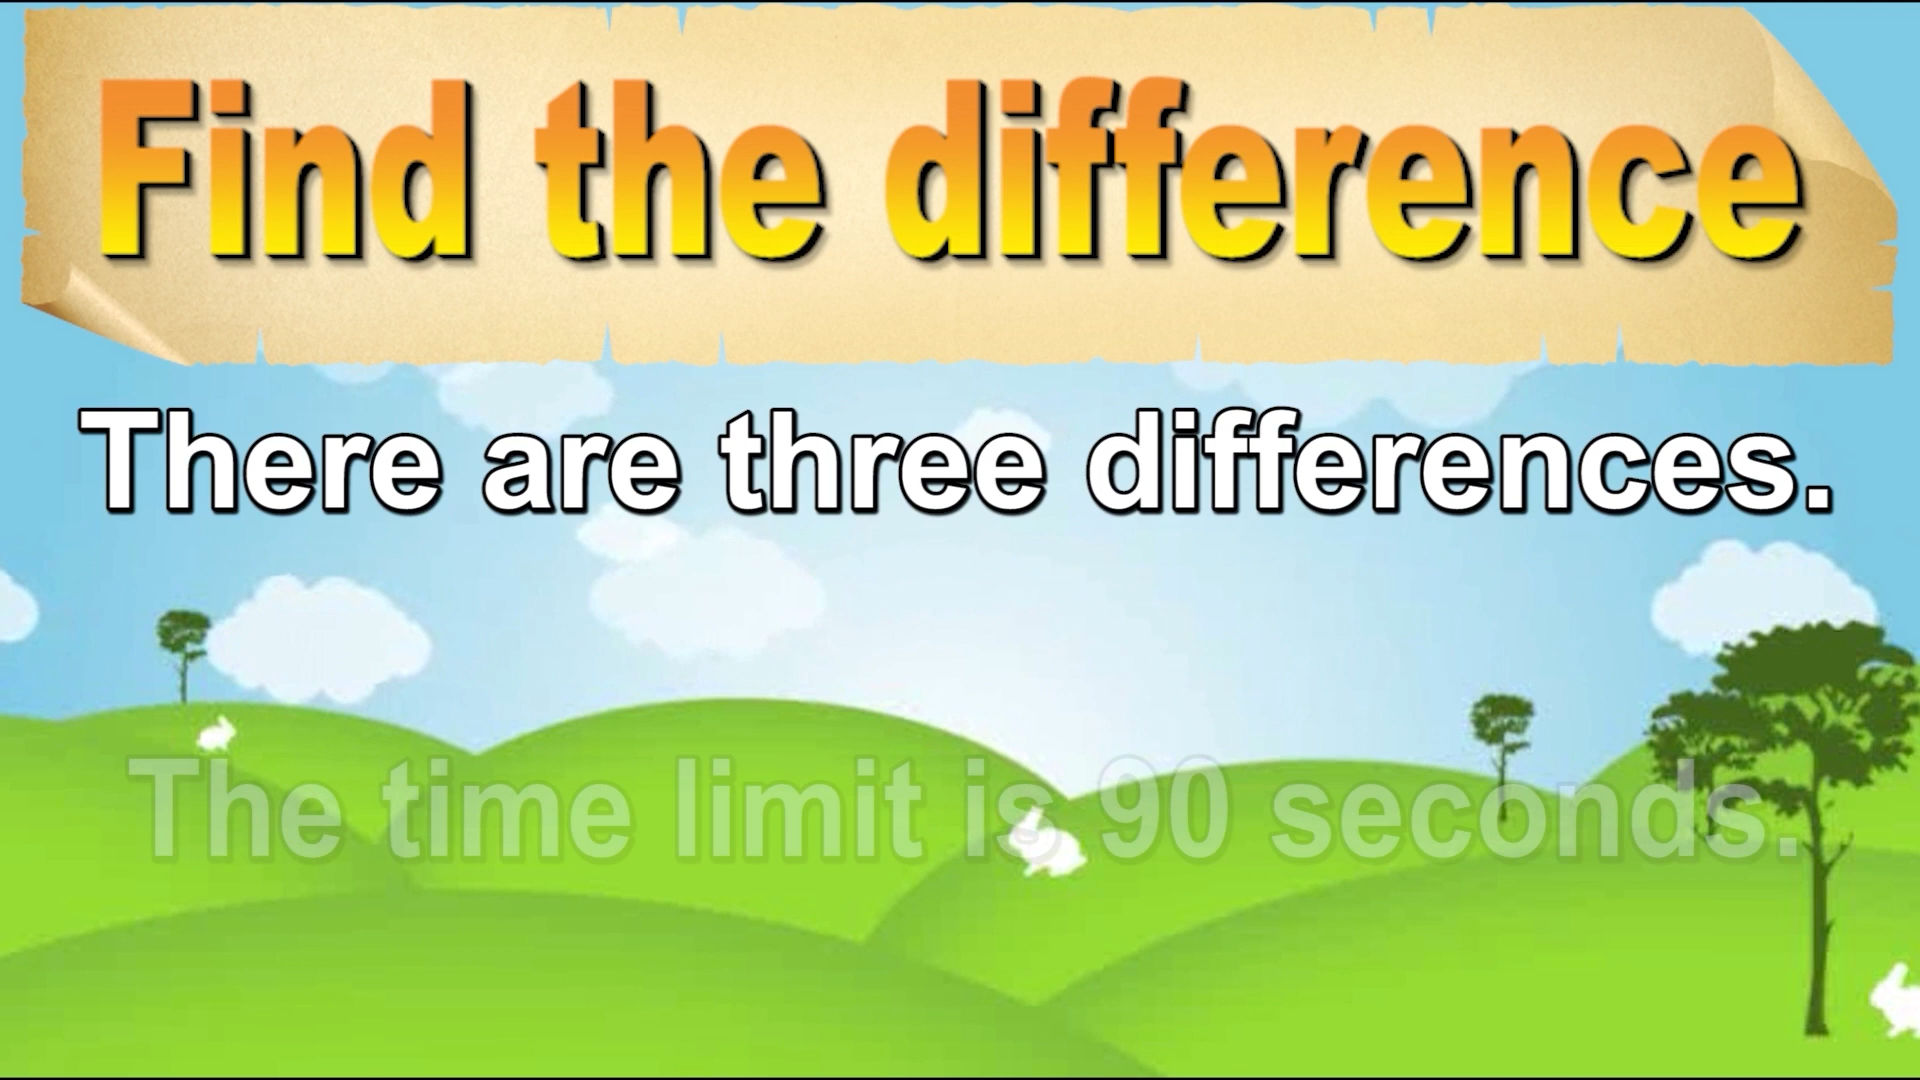 Find the difference
There are three differences.
The time limit is 90 seconds.